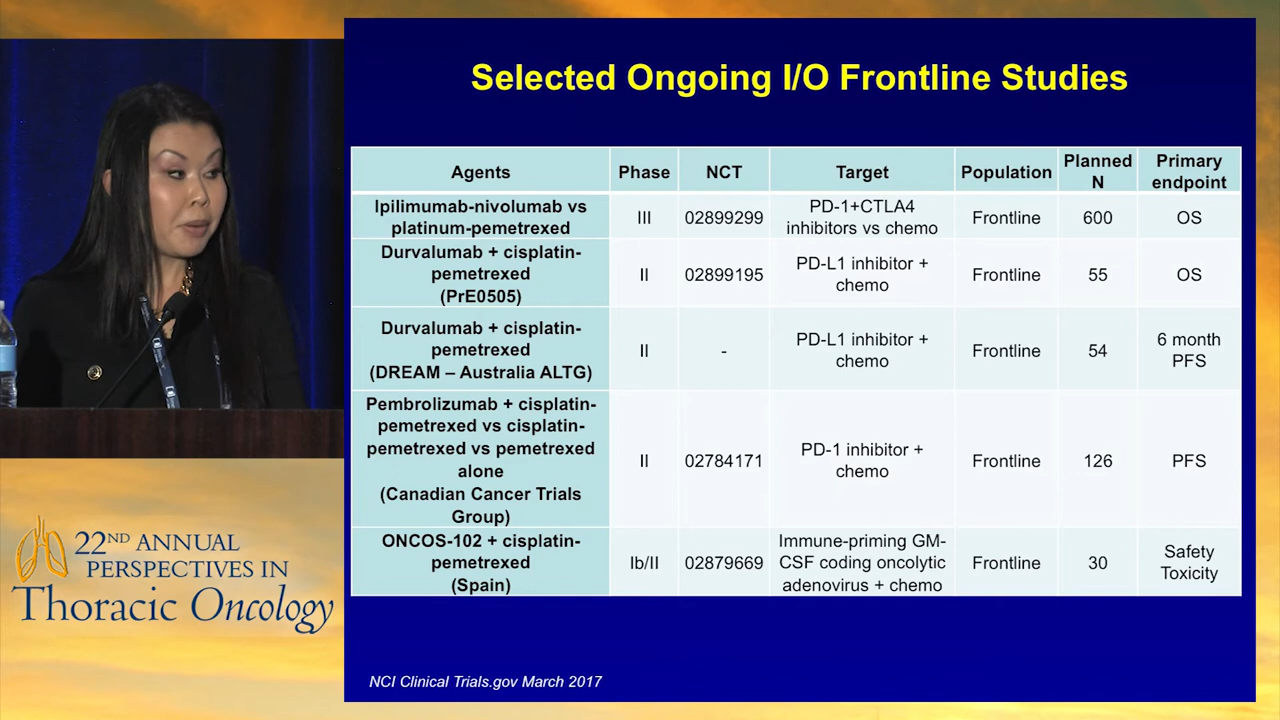 Selected Ongoing I/O Frontline Studies
Agents
Phase
NCT
Target
Population
Planned
N
Primary
endpoint
Ipilimumab-nivolumab vs
platinum-pemetrexed
III
02899299
PD-1+CTLA4
inhibitors vs chemo
Frontline
600
OS
Durvalumab + cisplatin-
pemetrexed
(PrE0505)
II
02899195
PD-L1 inhibitor +
chemo
Frontline
55
OS
Durvalumab + cisplatin-
pemetrexed
(DREAM – Australia ALTG)
II
-
PD-L1 inhibitor +
chemo
Frontline
54
6 month
PFS
Pembrolizumab + cisplatin-
pemetrexed vs cisplatin-
pemetrexed vs pemetrexed
alone
(Canadian Cancer Trials
Group)
II
02784171
PD-1 inhibitor +
chemo
Frontline
126
PFS
ONCOS-102 + cisplatin-
pemetrexed
(Spain)
Ib/II
02879669
Immune-priming GM-
CSF coding oncolytic
adenovirus + chemo
Frontline
30
Safety
Toxicity
NCI Clinical Trials.gov March 2017
22ND ANNUAL
PERSPECTIVES IN
Thoracic Oncology